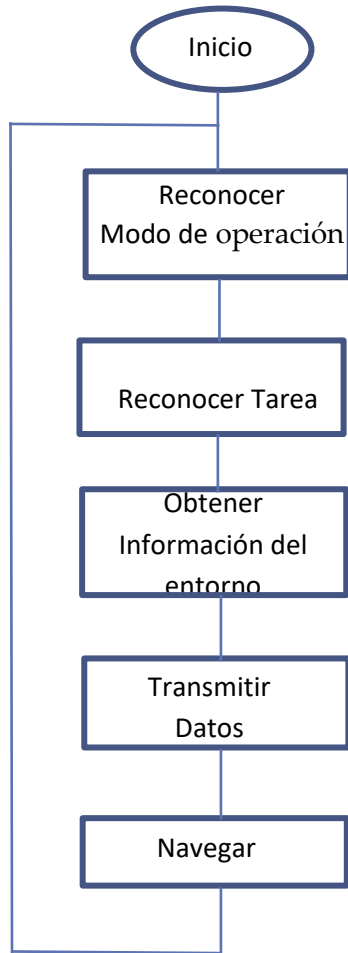 Inicio
Reconocer
Modo de operación
Reconocer Tarea
Obtener
Información del
entorno
Transmitir
Datos
Navegar